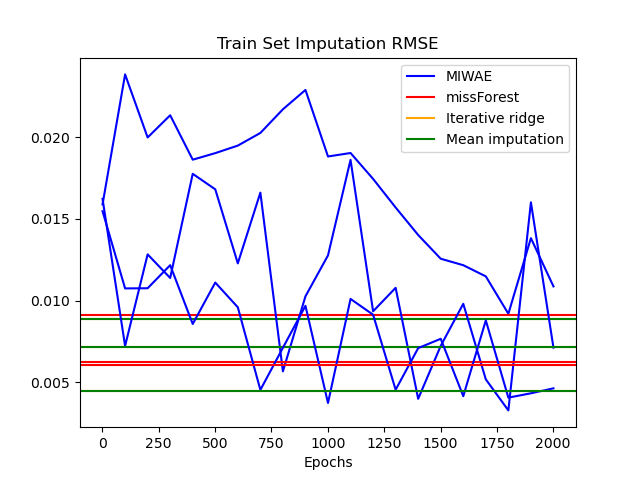 Train Set Imputation RMSE
MIWAE
missForest
Iterative ridge
Mean imputation
0.020
0.015
0.010
0.005
0 250 500 750 1000 1250 1500 1750 2000
Epochs